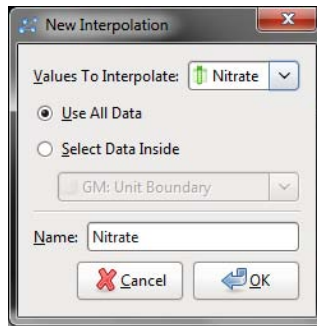 New Interpolation
Values To Interpolate: Nitrate
Use All Data
Select Data Inside
GM: Unit Boundary
Name: Nitrate
Cancel OK